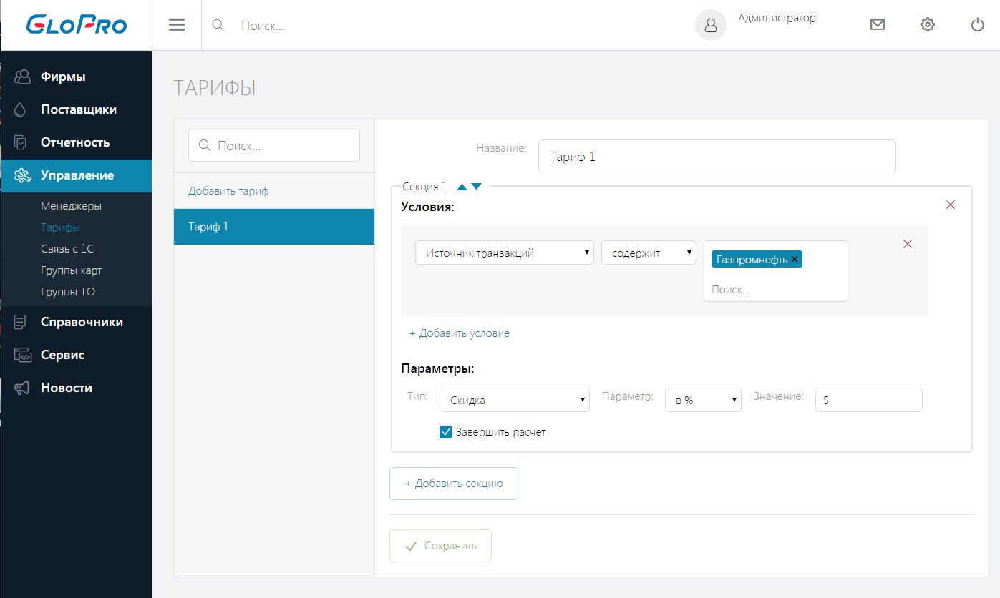 GLOPRO
Поиск...
Администратор
Фирмы
Поставщики
Отчетность
Управление
Менеджеры
Тарифы
Связь с 1С
Группы карт
Группы ТО
Справочники
Сервис
Новости
ТАРИФЫ
Поиск...
Добавить тариф
Тариф 1
Название: Тариф 1
Секция 1
Условия:
Источник транзакций содержит Газпромнефть ×
Поиск...
+ Добавить условие
Параметры:
Тип: Скидка Параметр: в % Значение: 5
Завершить расчет
+ Добавить секцию
Сохранить